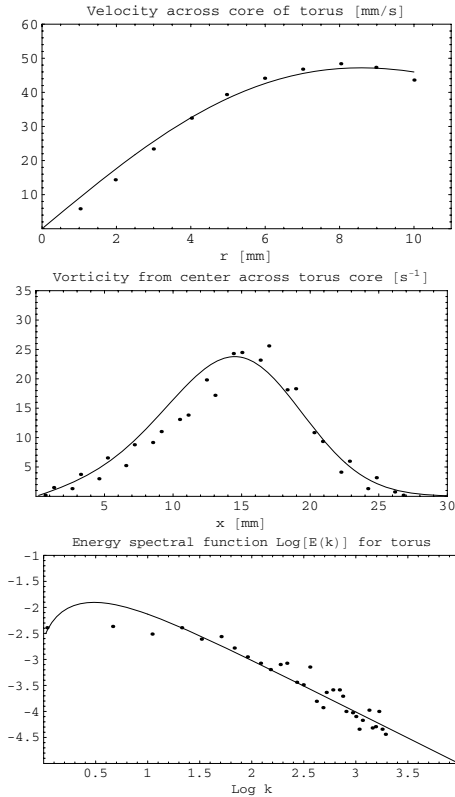 Velocity across core of torus [mm/s]
60
50
40
30
20
10
0 2 4 6 8 10
r [mm]
Vorticity from center across torus core [s⁻¹]
35
30
25
20
15
10
5
5 10 15 20 25 30
x [mm]
Energy spectral function Log[E(k)] for torus
-1
-1.5
-2
-2.5
-3
-3.5
-4
-4.5
0.5 1 1.5 2 2.5 3 3.5
Log k